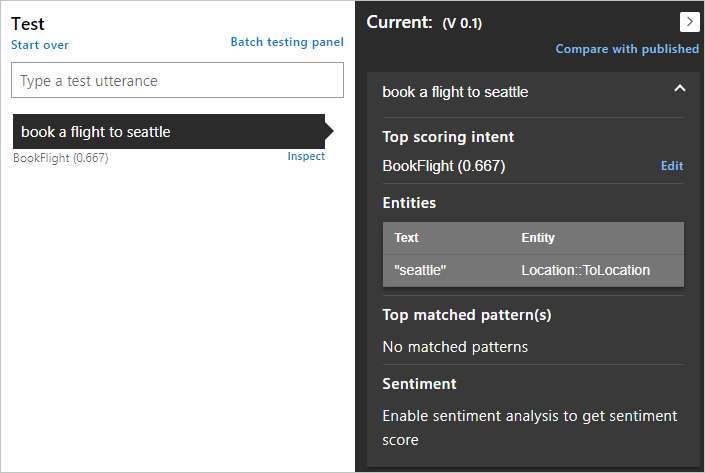 Test
Start over
Batch testing panel
Type a test utterance
book a flight to seattle
BookFlight (0.667)
Inspect
Current: (V 0.1)
Compare with published
book a flight to seattle
Top scoring intent
BookFlight (0.667)
Edit
Entities
Text Entity
"seattle" Location::ToLocation
Top matched pattern(s)
No matched patterns
Sentiment
Enable sentiment analysis to get sentiment
score